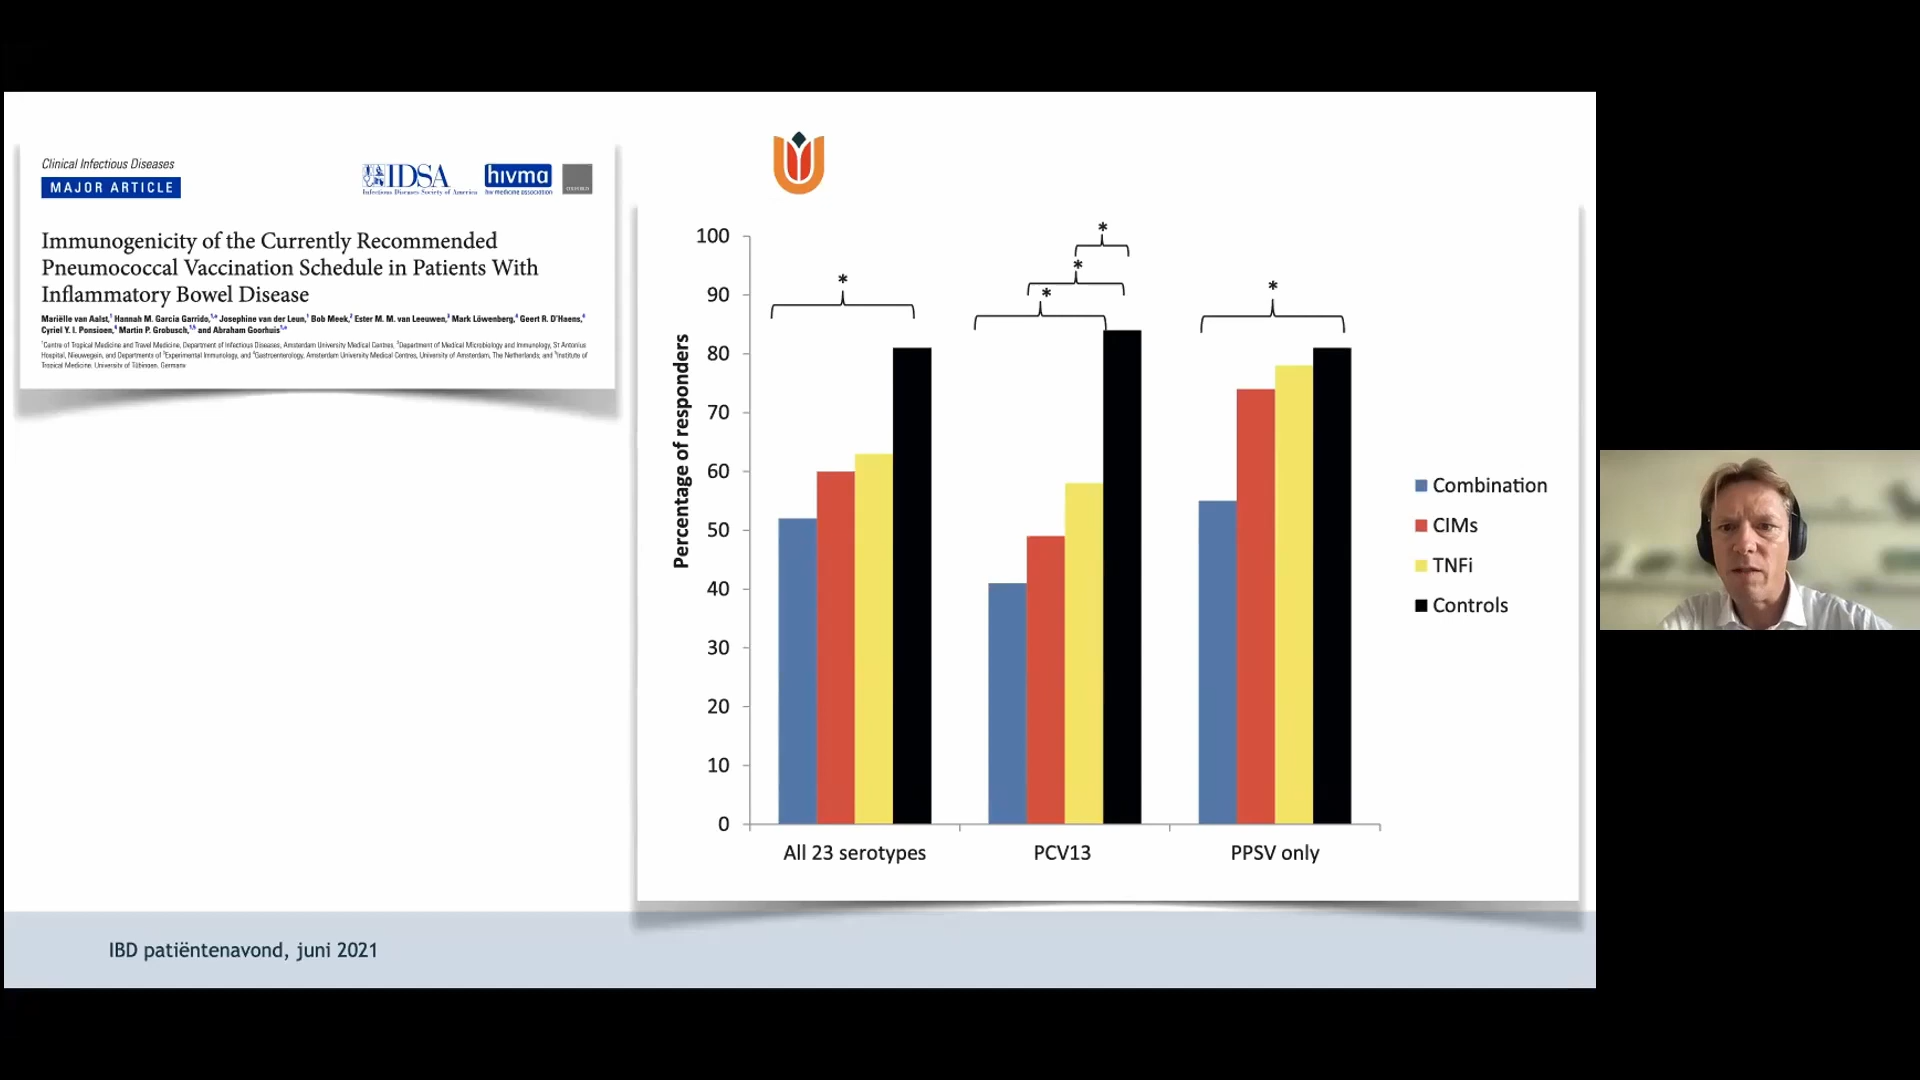 Clinical Infectious Diseases
MAJOR ARTICLE
IDSA
Infectious Diseases Society of America
hivma
hiv medicine association
OXFORD
Immunogenicity of the Currently Recommended
Pneumococcal Vaccination Schedule in Patients With
Inflammatory Bowel Disease
Mariëlle van Aalst,¹ Hannah M. Garcia Garrido,¹,ᵃ Josephine van der Leun,¹ Bob Meek,² Ester M. M. van Leeuwen,³ Mark Löwenberg,⁴ Geert R. D'Haens,⁴
Cyriel Y. I. Ponsioen,⁴ Martin P. Grobusch,¹,⁵ and Abraham Goorhuis¹,ᵃ
¹Centre of Tropical Medicine and Travel Medicine, Department of Infectious Diseases, Amsterdam University Medical Centres, ²Department of Medical Microbiology and Immunology, St Antonius
Hospital, Nieuwegein, and Departments of ³Experimental Immunology, and ⁴Gastroenterology, Amsterdam University Medical Centres, University of Amsterdam, The Netherlands; and ⁵Institute of
Tropical Medicine, University of Tübingen, Germany
Percentage of responders
100
90
80
70
60
50
40
30
20
10
0
*
*
*
*
*
All 23 serotypes
PCV13
PPSV only
Combination
CIMs
TNFi
Controls
IBD patiëntenavond, juni 2021